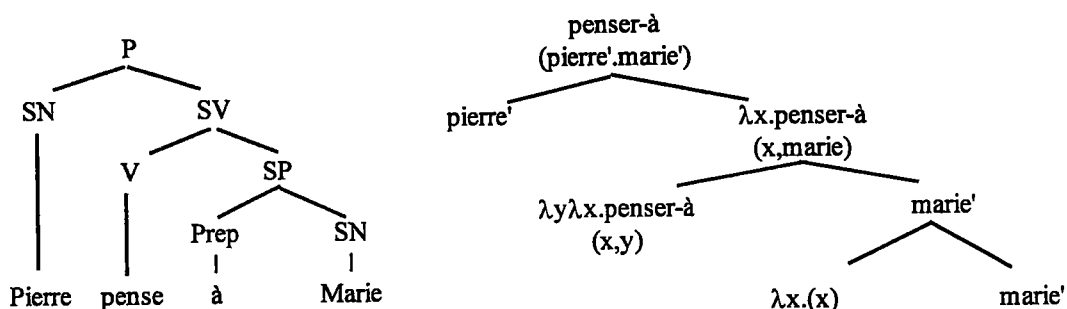 P
SN SV
V SP
Prep SN
Pierre pense à Marie
penser-à
(pierre'.marie')
pierre' λx.penser-à
(x,marie)
λyλx.penser-à marie'
(x,y)
λx.(x) marie'